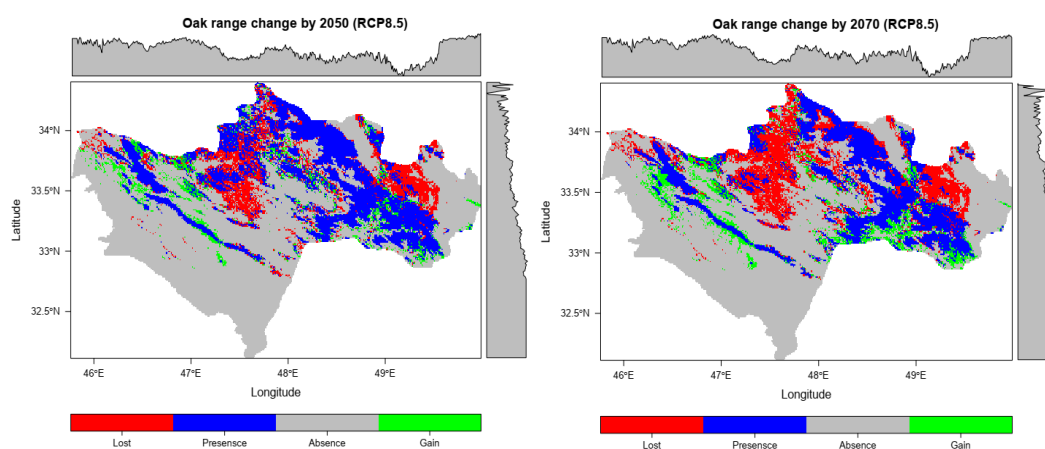 Oak range change by 2050 (RCP8.5)
Latitude
34°N
33.5°N
33°N
32.5°N
46°E
47°E
48°E
49°E
Longitude
Lost
Presensce
Absence
Gain
Oak range change by 2070 (RCP8.5)
Latitude
34°N
33.5°N
33°N
32.5°N
46°E
47°E
48°E
49°E
Longitude
Lost
Presensce
Absence
Gain